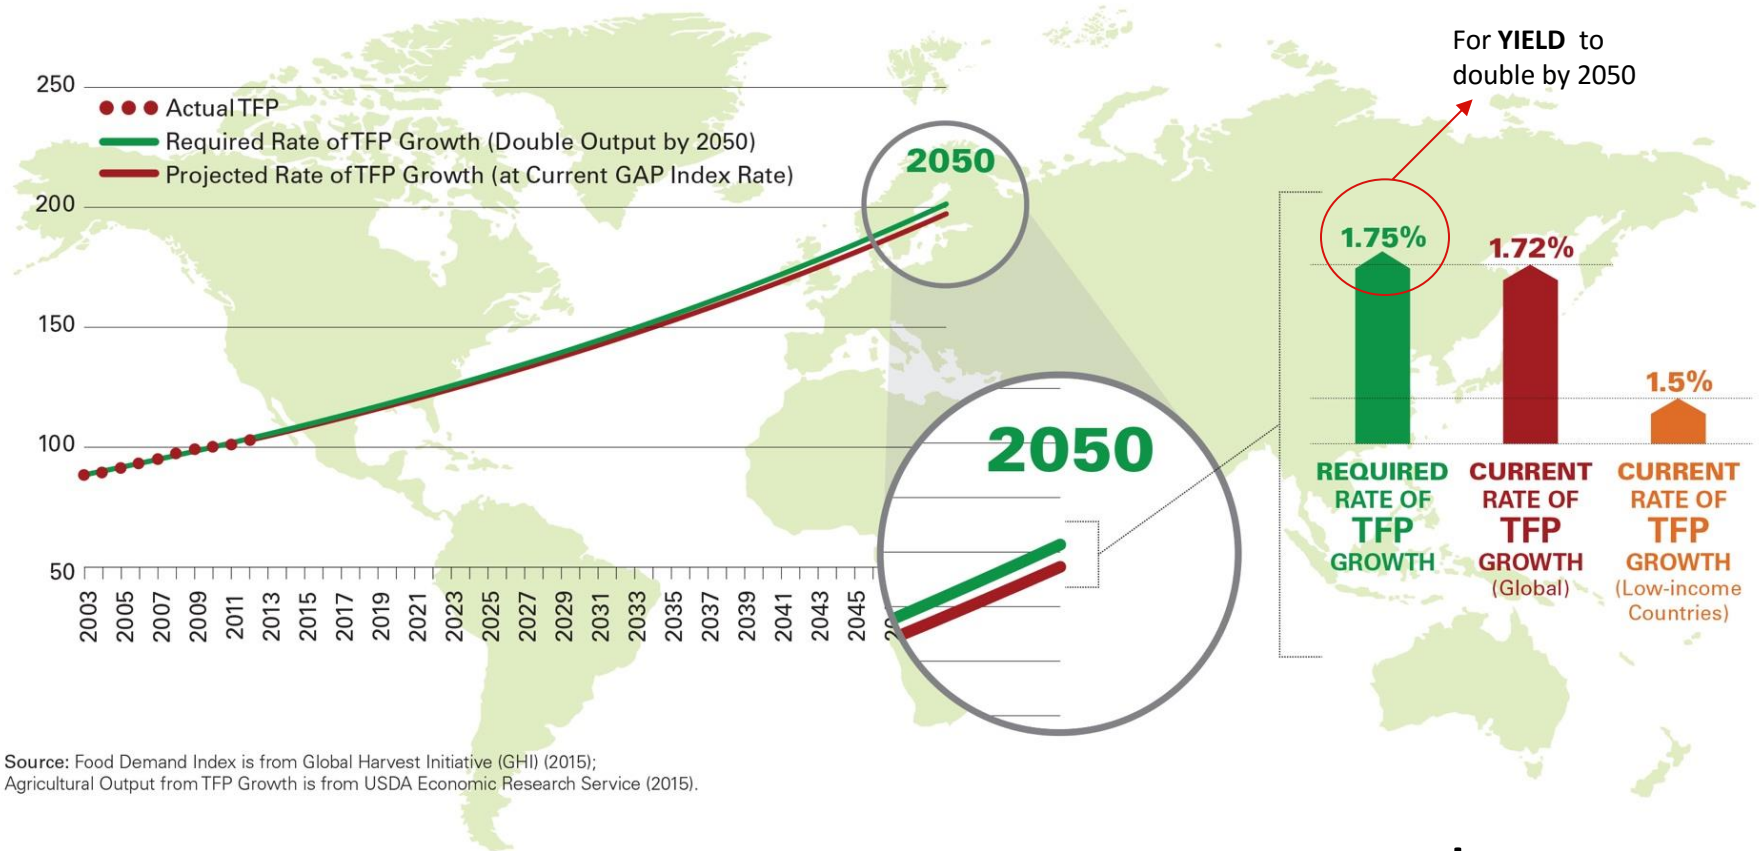 For YIELD to
double by 2050
250
Actual TFP
Required Rate of TFP Growth (Double Output by 2050)
Projected Rate of TFP Growth (at Current GAP Index Rate)
200
150
100
50
2050
2003
2005
2007
2009
2011
2013
2015
2017
2019
2021
2023
2025
2027
2029
2031
2033
2035
2037
2039
2041
2043
2045
2050
1.75%
1.72%
1.5%
REQUIRED
RATE OF
TFP
GROWTH
CURRENT
RATE OF
TFP
GROWTH
(Global)
CURRENT
RATE OF
TFP
GROWTH
(Low-income
Countries)
Source: Food Demand Index is from Global Harvest Initiative (GHI) (2015);
Agricultural Output from TFP Growth is from USDA Economic Research Service (2015).